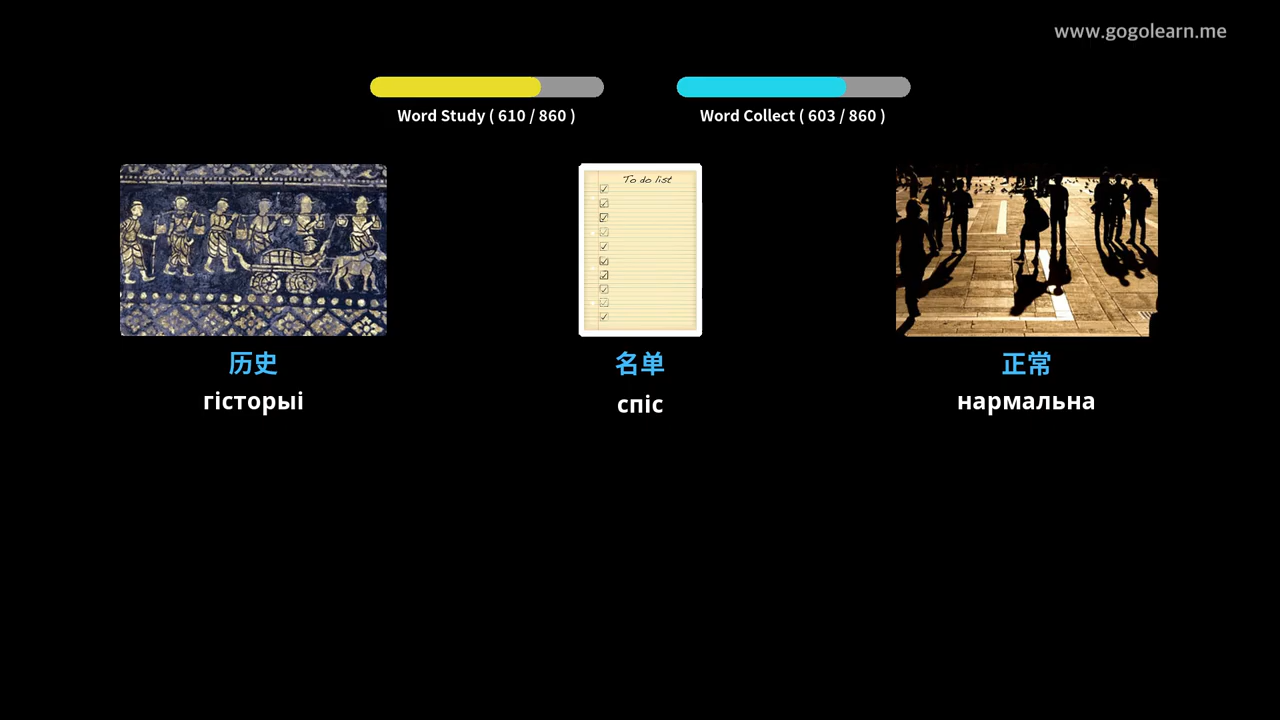 www.gogolearn.me
Word Study ( 610 / 860 )
Word Collect ( 603 / 860 )
To do list
历史
名单
正常
гісторыі
спіс
нармальна